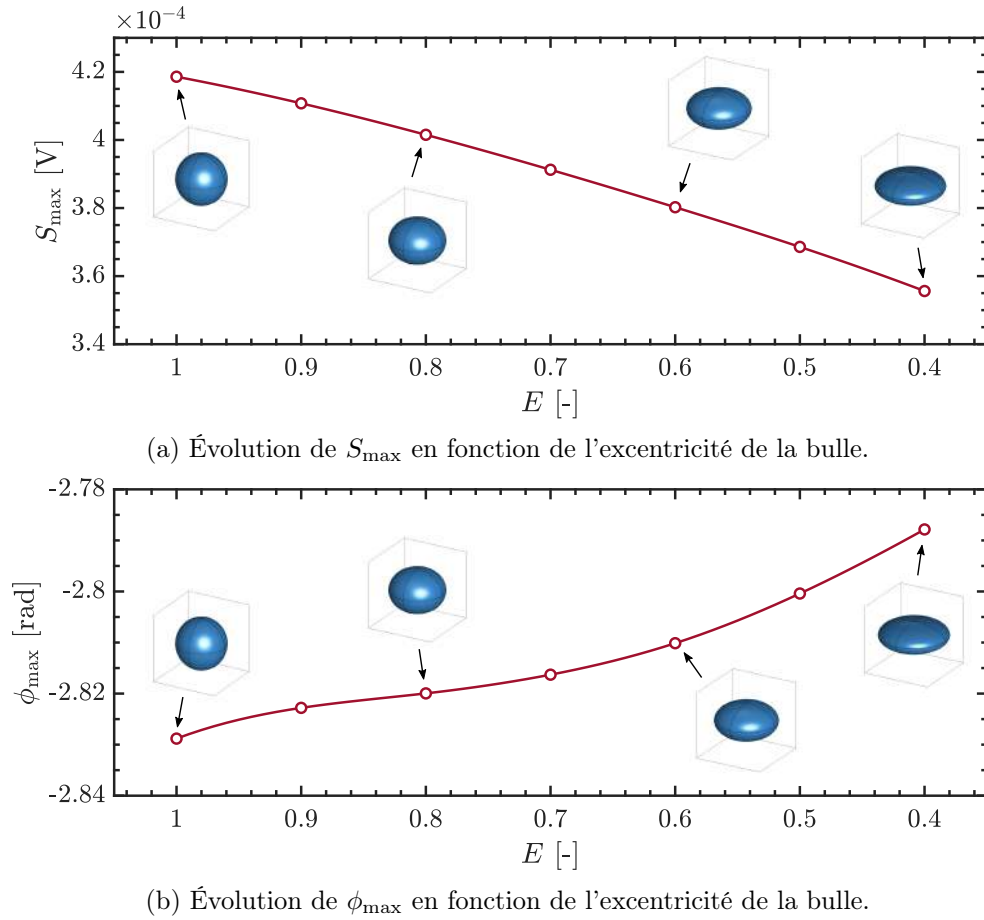 ×10⁻⁴
4.2
4
3.8
3.6
3.4
S_max [V]
1 0.9 0.8 0.7 0.6 0.5 0.4
E [-]
(a) Évolution de S_max en fonction de l'excentricité de la bulle.
-2.78
-2.8
-2.82
-2.84
ϕ_max [rad]
1 0.9 0.8 0.7 0.6 0.5 0.4
E [-]
(b) Évolution de ϕ_max en fonction de l'excentricité de la bulle.